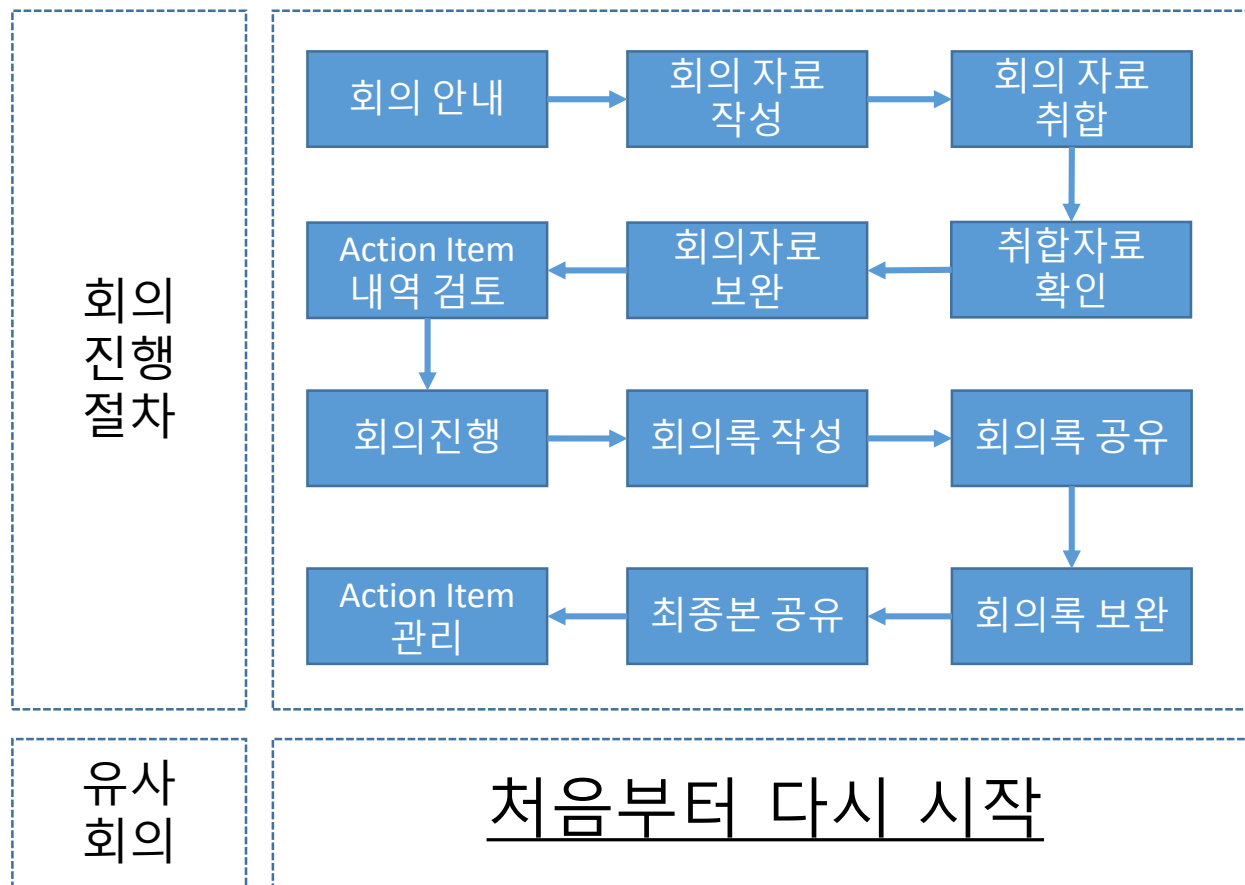 회의
진행
절차
회의 안내
회의 자료
작성
회의 자료
취합
취합자료
확인
회의자료
보완
Action Item
내역 검토
회의진행
회의록 작성
회의록 공유
회의록 보완
최종본 공유
Action Item
관리
유사
회의
처음부터 다시 시작